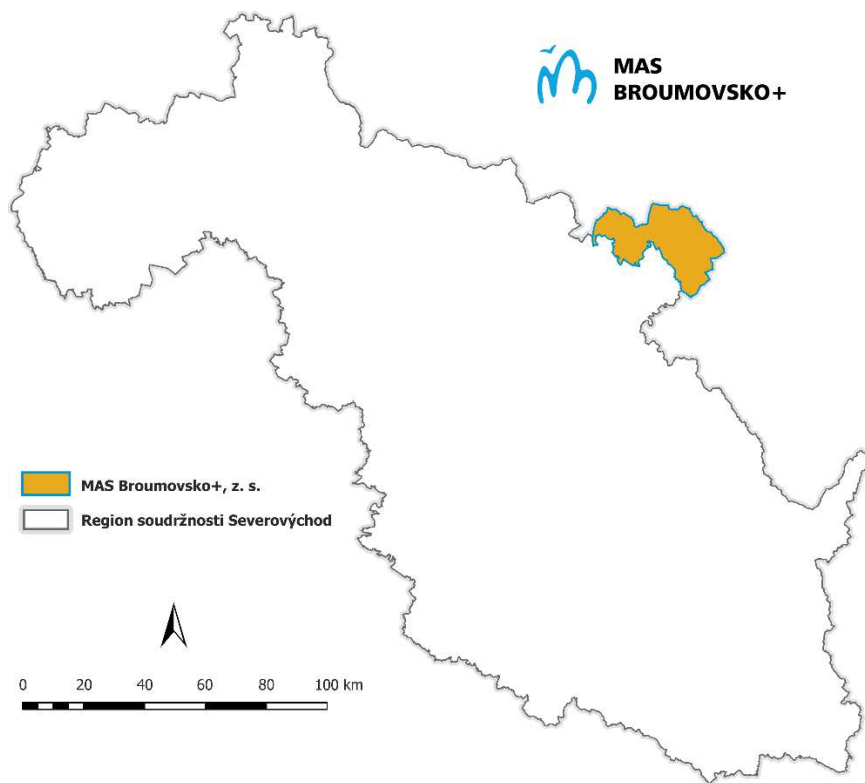 MAS
BROUMOVSKO+
MAS Broumovsko+, z. s.
Region soudržnosti Severovýchod
0 20 40 60 80 100 km